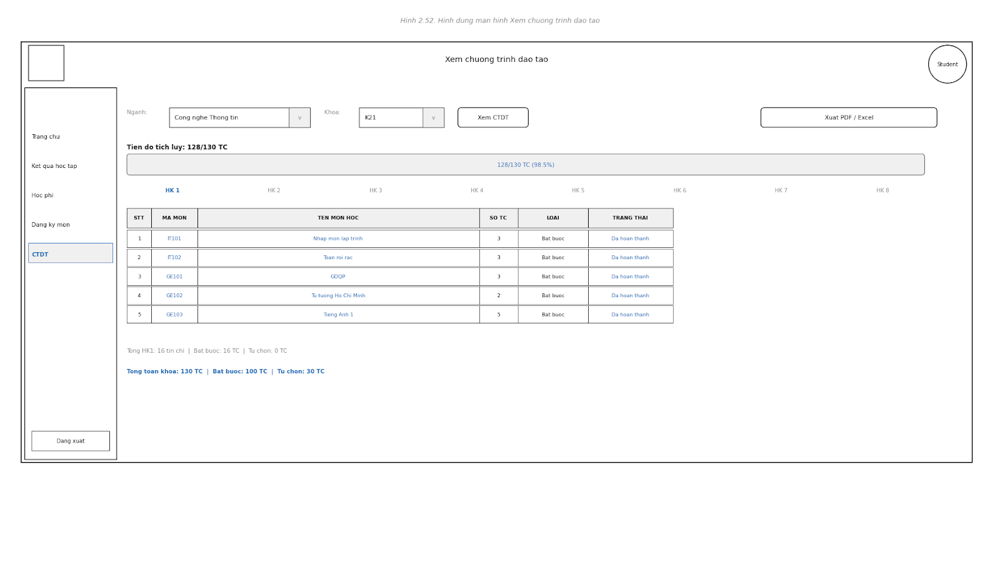 Hinh 2.52. Hinh dung man hinh Xem chuong trinh dao tao
Xem chuong trinh dao tao
Student
Trang chu
Ket qua hoc tap
Hoc phi
Dang ky mon
CTDT
Dang xuat
Nganh: Cong nghe Thong tin v Khoa: K21 v Xem CTDT Xuat PDF / Excel
Tien do tich luy: 128/130 TC
128/130 TC (98.5%)
HK 1 HK 2 HK 3 HK 4 HK 5 HK 6 HK 7 HK 8
STT MA MON TEN MON HOC SO TC LOAI TRANG THAI
1 IT101 Nhap mon lap trinh 3 Bat buoc Da hoan thanh
2 IT102 Toan roi rac 3 Bat buoc Da hoan thanh
3 GE101 GDQP 3 Bat buoc Da hoan thanh
4 GE102 Tu tuong Ho Chi Minh 2 Bat buoc Da hoan thanh
5 GE103 Tieng Anh 1 5 Bat buoc Da hoan thanh
Tong HK1: 16 tin chi | Bat buoc: 16 TC | Tu chon: 0 TC
Tong toan khoa: 130 TC | Bat buoc: 100 TC | Tu chon: 30 TC